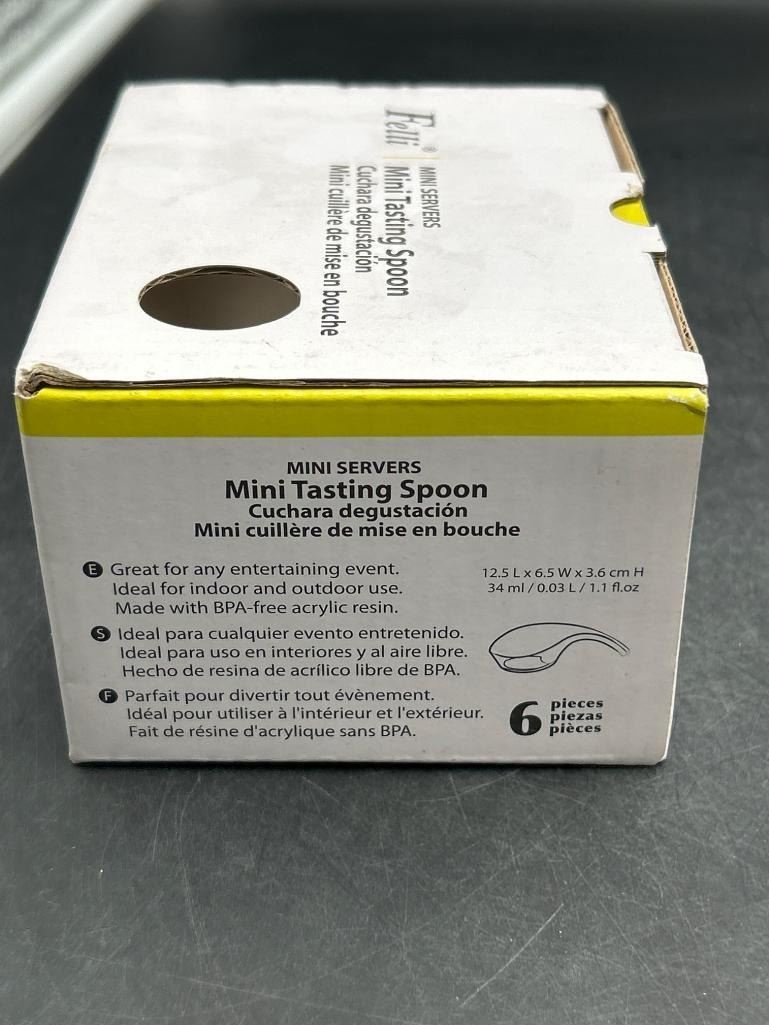 Felli®
MINI SERVERS
Mini Tasting Spoon
Cuchara degustación
Mini cuillère de mise en bouche
MINI SERVERS
Mini Tasting Spoon
Cuchara degustación
Mini cuillère de mise en bouche
E Great for any entertaining event.
Ideal for indoor and outdoor use.
Made with BPA-free acrylic resin.
S Ideal para cualquier evento entretenido.
Ideal para uso en interiores y al aire libre.
Hecho de resina de acrílico libre de BPA.
F Parfait pour divertir tout évènement.
Idéal pour utiliser à l'intérieur et l'extérieur.
Fait de résine d'acrylique sans BPA.
12.5 L x 6.5 W x 3.6 cm H
34 ml / 0.03 L / 1.1 fl.oz
6 pieces
piezas
pièces